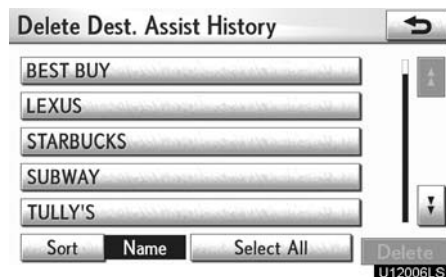 Delete Dest. Assist History
BEST BUY
LEXUS
STARBUCKS
SUBWAY
TULLY'S
Sort Name Select All Delete
U12006LS